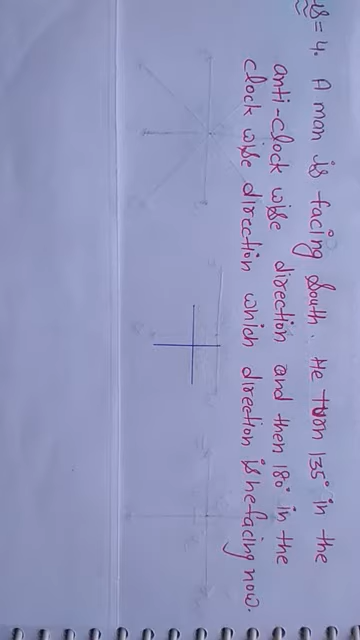 Q=4. A man is facing South. He turn 135° in the
anti-clock wise direction and then 180° in the
clock wise direction which direction is he facing now.